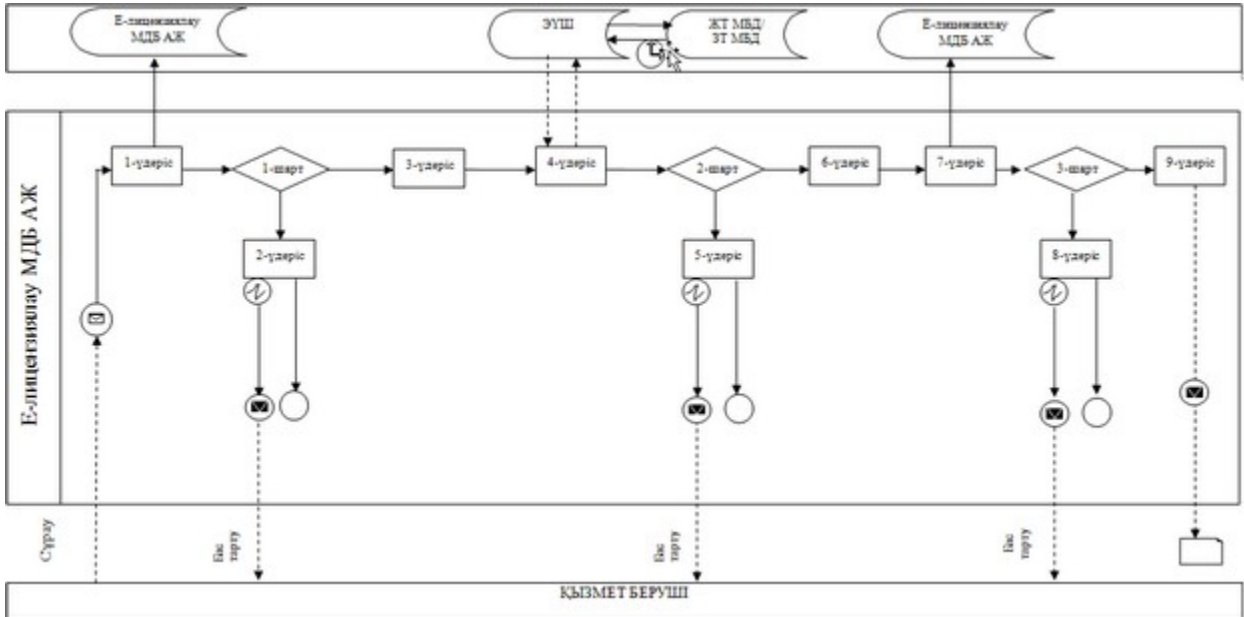 Е-лицензиялау
МДБ АЖ
ЭҮШ
ЖТ МБД/
ЗТ МБД
Е-лицензиялау
МДБ АЖ
Е-лицензиялау МДБ АЖ
1-үдеріс
1-шарт
3-үдеріс
4-үдеріс
2-шарт
6-үдеріс
7-үдеріс
3-шарт
9-үдеріс
2-үдеріс
5-үдеріс
8-үдеріс
Сұрау
Бас
тарту
Бас
тарту
Бас
тарту
ҚЫЗМЕТ БЕРУШІ